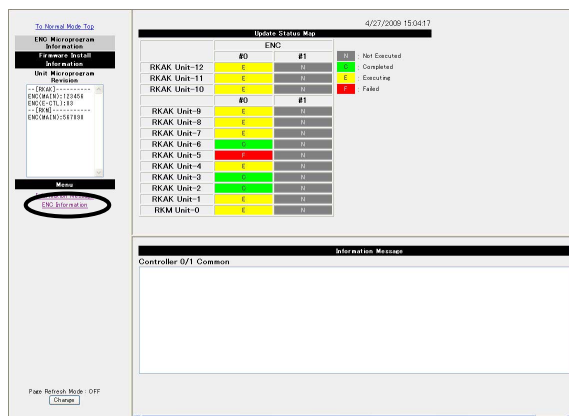 To Normal Mode Top
ENC Microprogram
Information
Firmware Install
Information
Unit Microprogram
Revision
--[RKAK]----------
ENC(MAIN):123456
ENC(E-CTL):03
--[RKM]-----------
ENC(MAIN):567890
Menu
ENC Information
Page Refresh Mode : OFF
Change
4/27/2009 15:04:17
Update Status Map
ENC
#0 #1
RKAK Unit-12 E N
RKAK Unit-11 E N
RKAK Unit-10 E N
#0 #1
RKAK Unit-9 E N
RKAK Unit-8 E N
RKAK Unit-7 E N
RKAK Unit-6 C N
RKAK Unit-5 F N
RKAK Unit-4 E N
RKAK Unit-3 C N
RKAK Unit-2 C N
RKAK Unit-1 E N
RKM Unit-0 E N
N : Not Executed
C : Completed
E : Executing
F : Failed
Information Message
Controller 0/1 Common